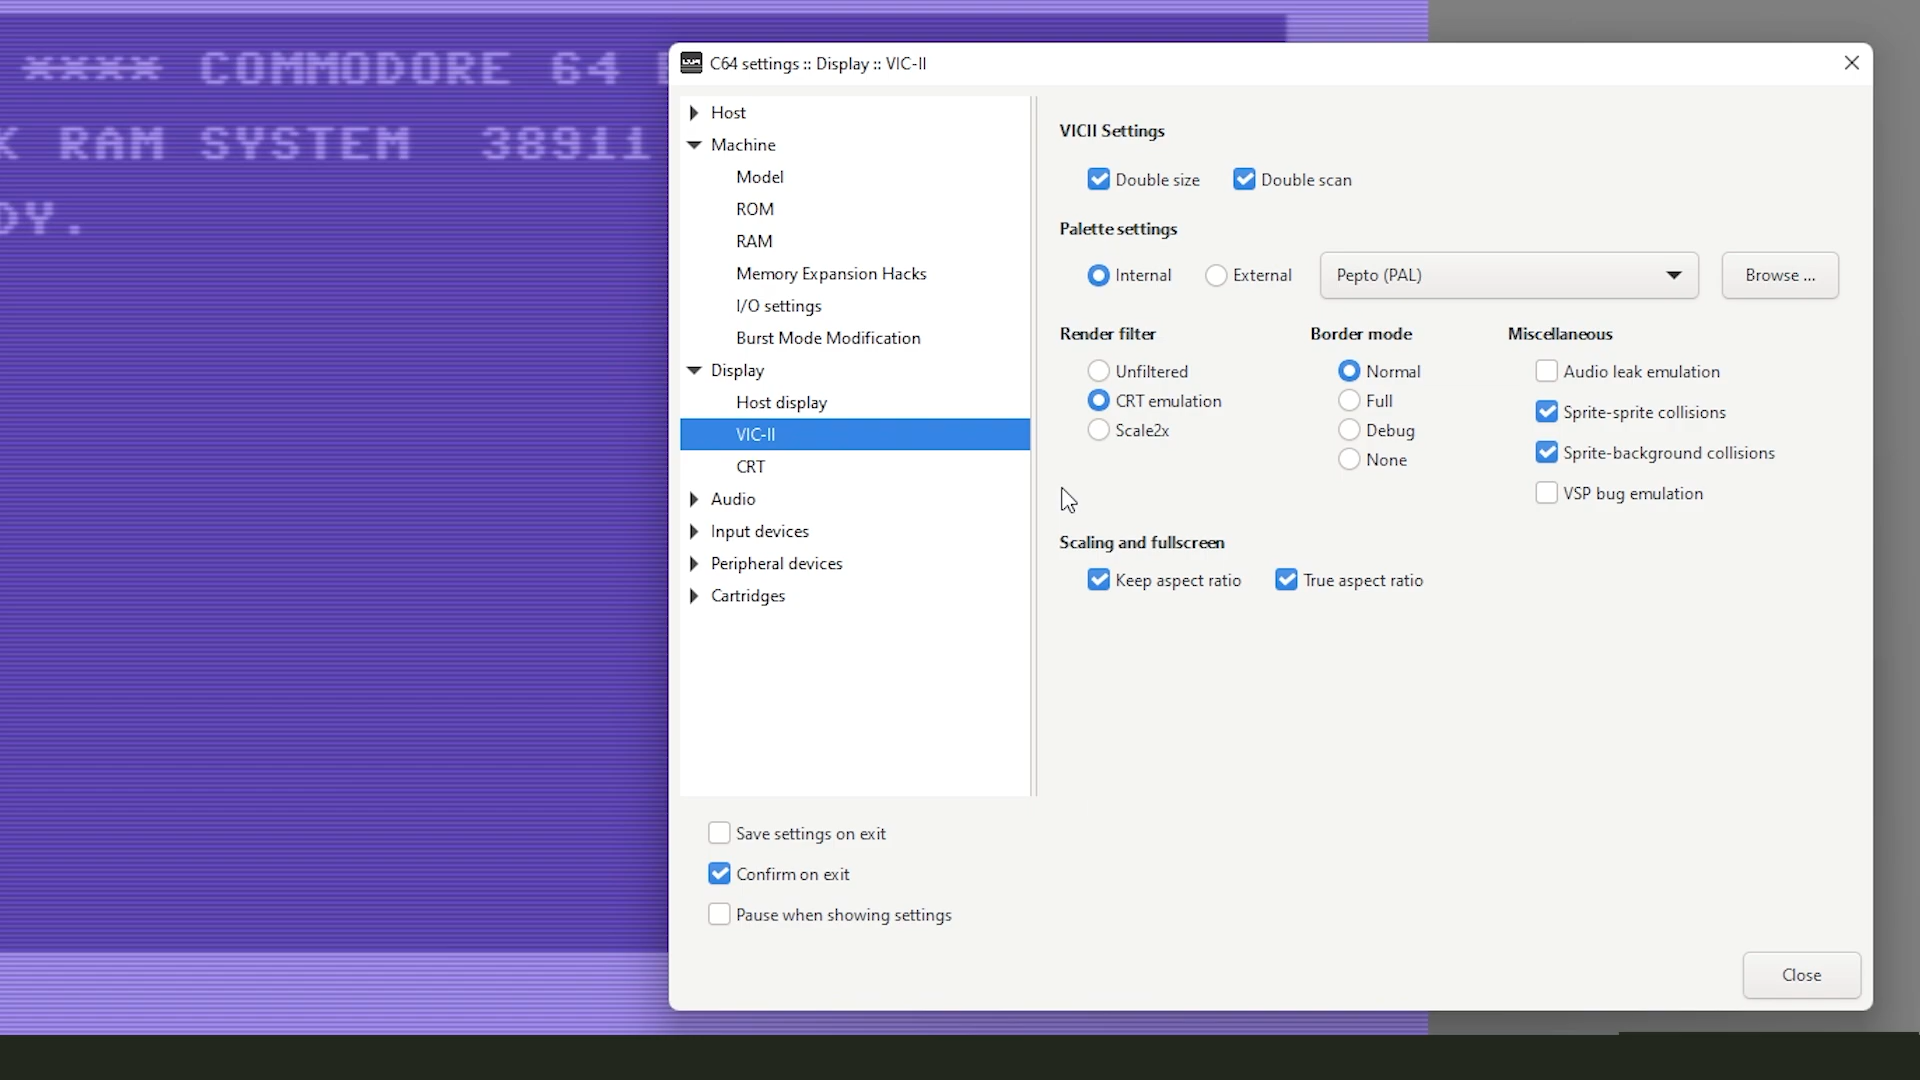 **** COMMODORE 64
K RAM SYSTEM 38911
DY.
C64 settings :: Display :: VIC-II
Host
Machine
Model
ROM
RAM
Memory Expansion Hacks
I/O settings
Burst Mode Modification
Display
Host display
VIC-II
CRT
Audio
Input devices
Peripheral devices
Cartridges
Save settings on exit
Confirm on exit
Pause when showing settings
VICII Settings
Double size Double scan
Palette settings
Internal External Pepto (PAL) Browse ...
Render filter
Unfiltered
CRT emulation
Scale2x
Border mode
Normal
Full
Debug
None
Miscellaneous
Audio leak emulation
Sprite-sprite collisions
Sprite-background collisions
VSP bug emulation
Scaling and fullscreen
Keep aspect ratio True aspect ratio
Close